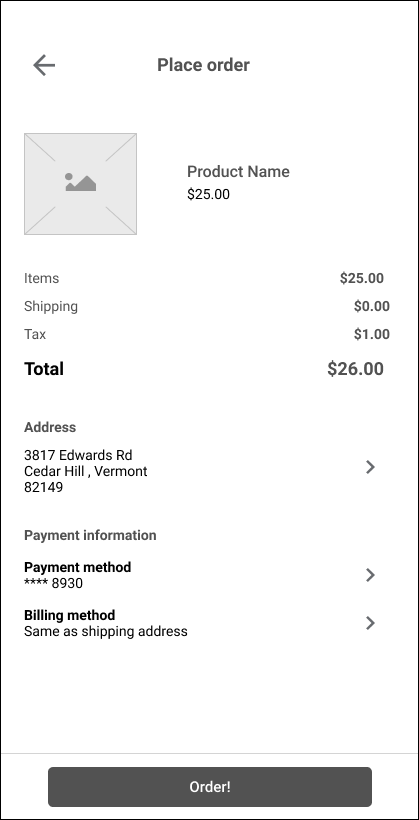 Place order
Product Name
$25.00
Items $25.00
Shipping $0.00
Tax $1.00
Total $26.00
Address
3817 Edwards Rd
Cedar Hill , Vermont
82149
Payment information
Payment method
**** 8930
Billing method
Same as shipping address
Order!